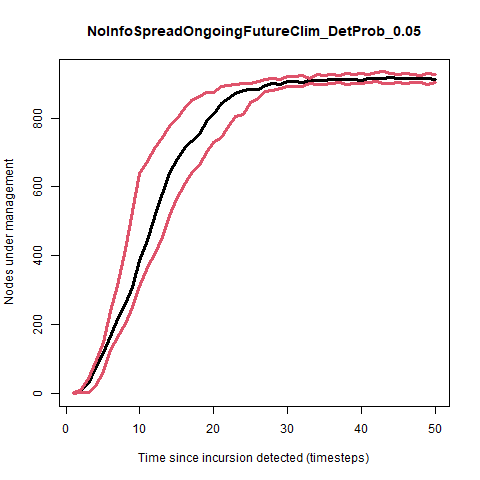 NoInfoSpreadOngoingFutureClim_DetProb_0.05
Nodes under management
800
600
400
200
0
0 10 20 30 40 50
Time since incursion detected (timesteps)